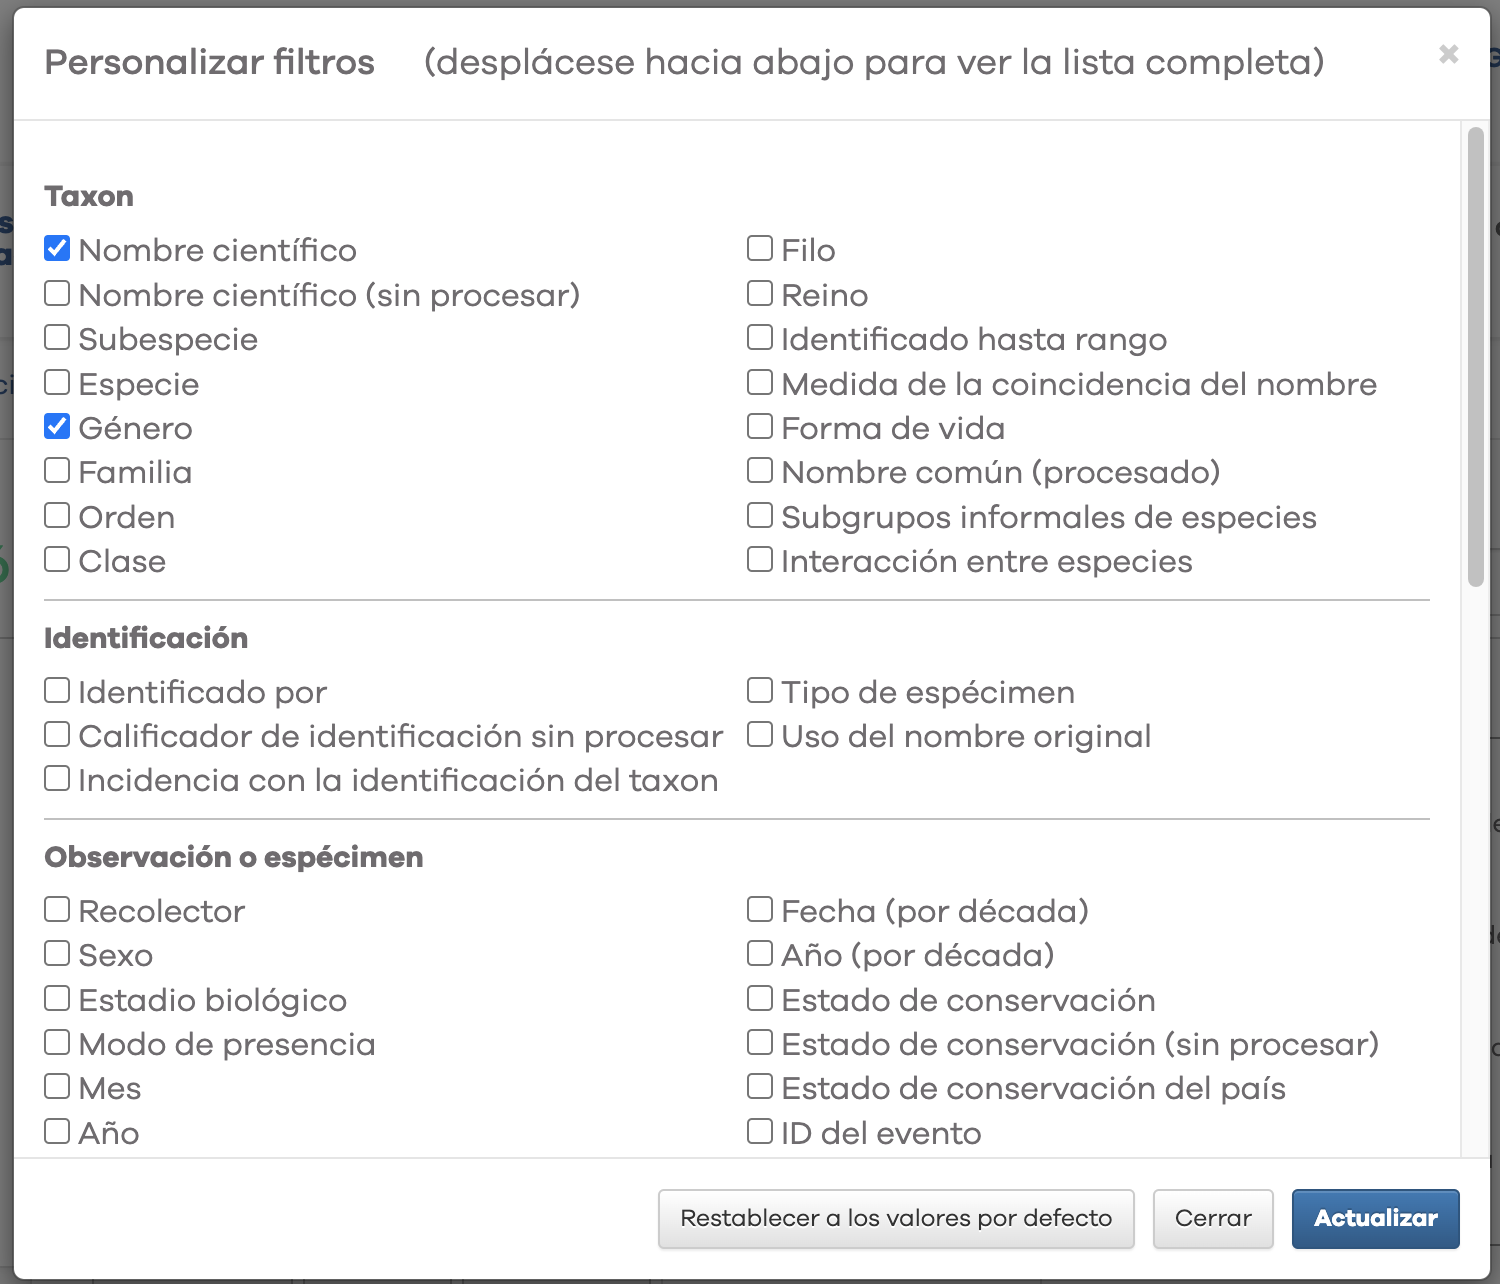 Personalizar filtros (desplácese hacia abajo para ver la lista completa)
Taxon
Nombre científico
Nombre científico (sin procesar)
Subespecie
Especie
Género
Familia
Orden
Clase
Filo
Reino
Identificado hasta rango
Medida de la coincidencia del nombre
Forma de vida
Nombre común (procesado)
Subgrupos informales de especies
Interacción entre especies
Identificación
Identificado por
Calificador de identificación sin procesar
Incidencia con la identificación del taxon
Tipo de espécimen
Uso del nombre original
Observación o espécimen
Recolector
Sexo
Estadio biológico
Modo de presencia
Mes
Año
Fecha (por década)
Año (por década)
Estado de conservación
Estado de conservación (sin procesar)
Estado de conservación del país
ID del evento
Restablecer a los valores por defecto
Cerrar
Actualizar